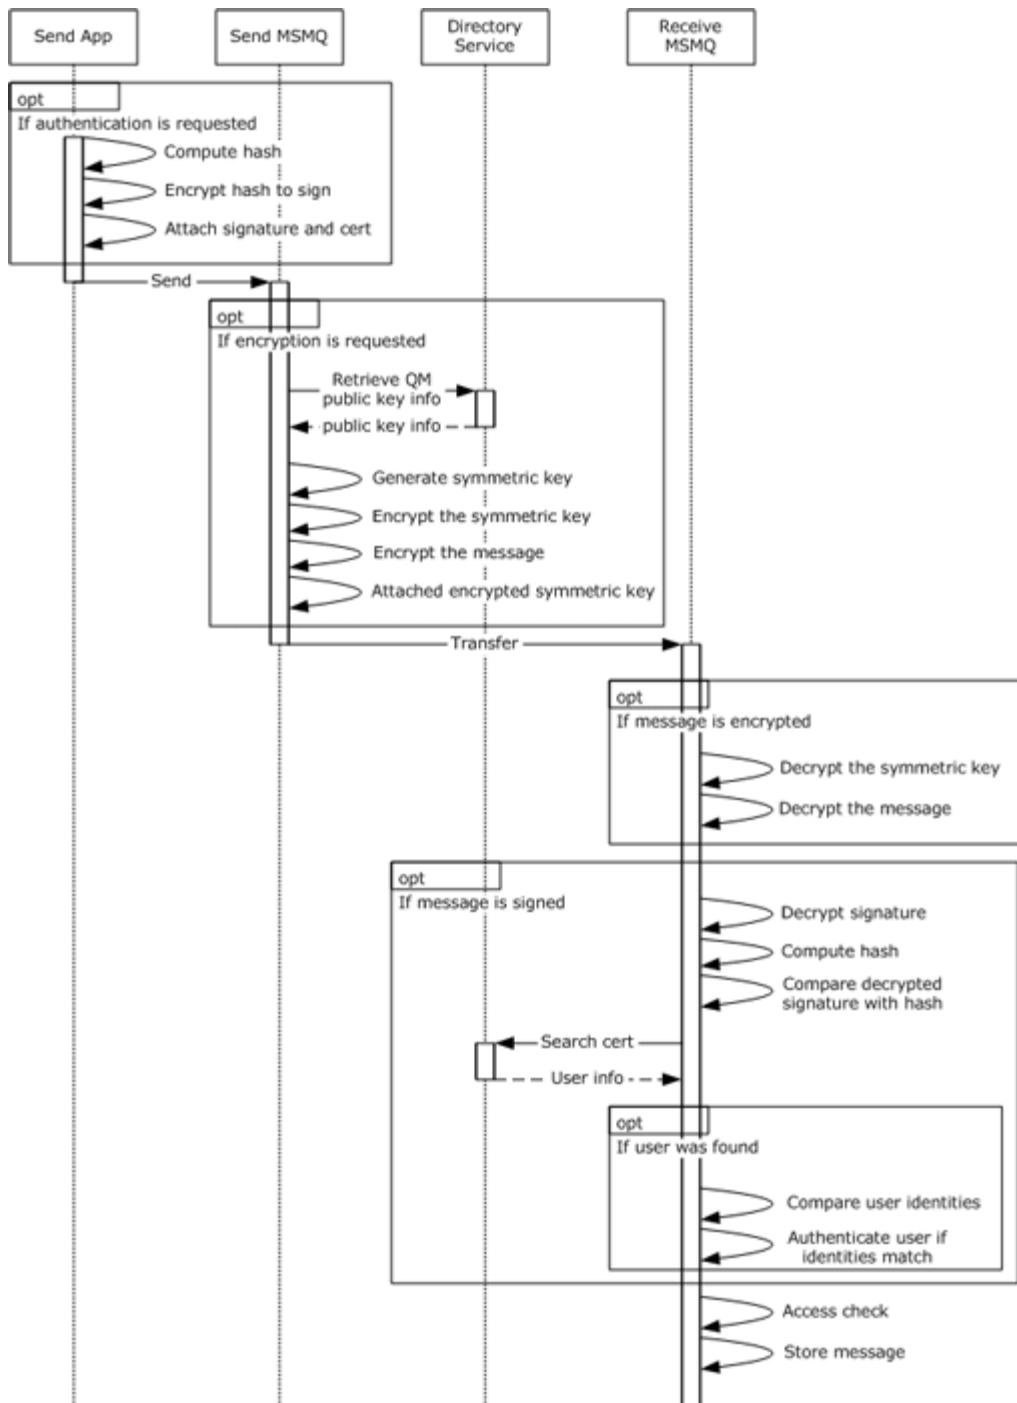 Send App
Send MSMQ
Directory
Service
Receive
MSMQ
opt
If authentication is requested
Compute hash
Encrypt hash to sign
Attach signature and cert
Send
opt
If encryption is requested
Retrieve QM
public key info
public key info
Generate symmetric key
Encrypt the symmetric key
Encrypt the message
Attached encrypted symmetric key
Transfer
opt
If message is encrypted
Decrypt the symmetric key
Decrypt the message
opt
If message is signed
Decrypt signature
Compute hash
Compare decrypted
signature with hash
Search cert
User info
opt
If user was found
Compare user identities
Authenticate user if
identities match
Access check
Store message